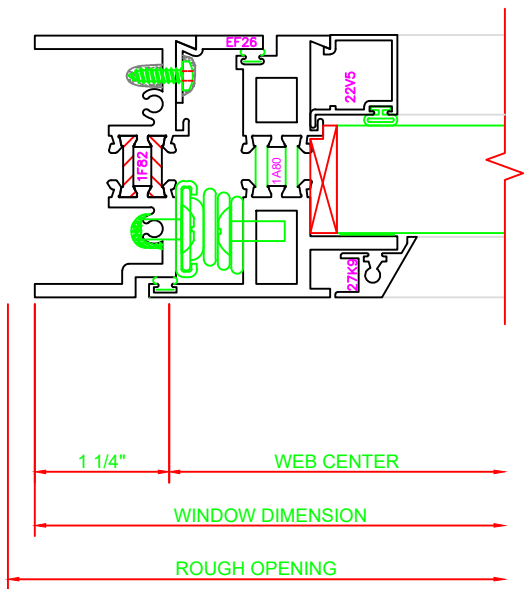 EF26
22V5
1F82
1A80
27K9
1 1/4"
WEB CENTER
WINDOW DIMENSION
ROUGH OPENING